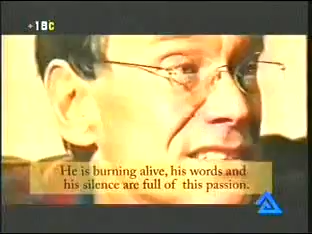 +18C
He is burning alive, his words and
his silence are full of this passion.